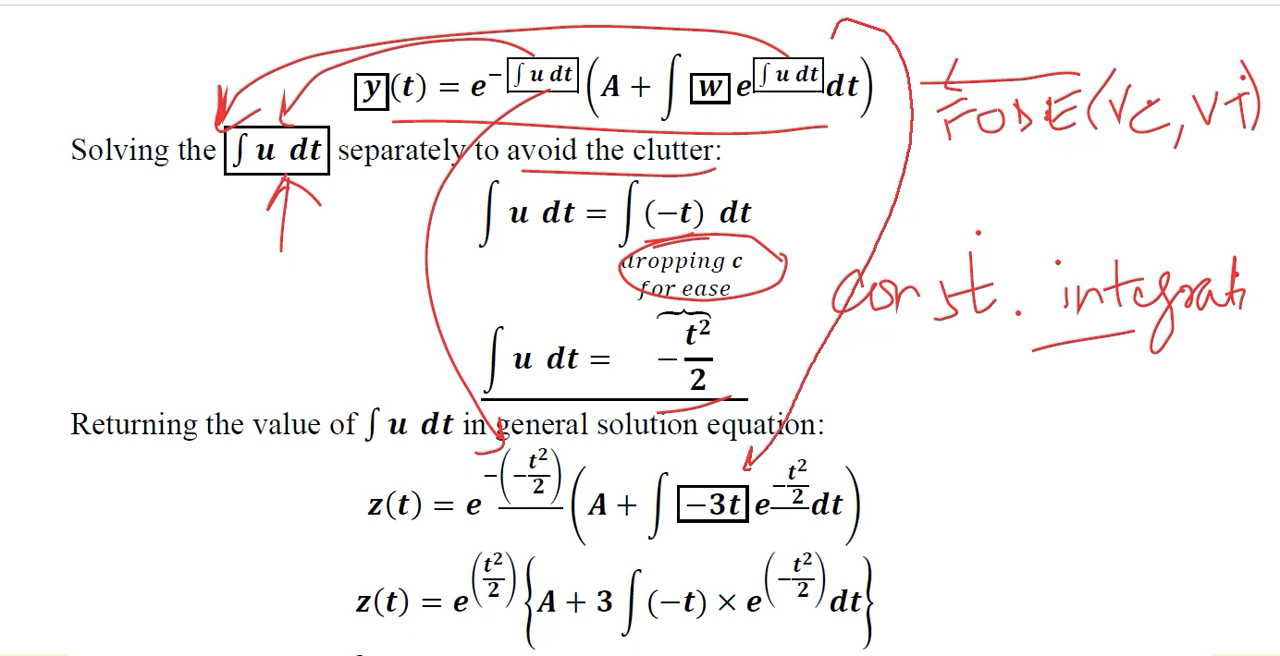 y(t) = e^{-∫ u dt} (A + ∫ w e^{∫ u dt} dt)
FODE(VC, VT)
Solving the ∫ u dt separately to avoid the clutter:
∫ u dt = ∫ (−t) dt
dropping c
for ease
const. integrati
∫ u dt = − t²/2
Returning the value of ∫ u dt in general solution equation:
z(t) = e^{−(−t²/2)} (A + ∫ −3t e^{−t²/2} dt)
z(t) = e^{(t²/2)} {A + 3 ∫ (−t) × e^{(−t²/2)} dt}